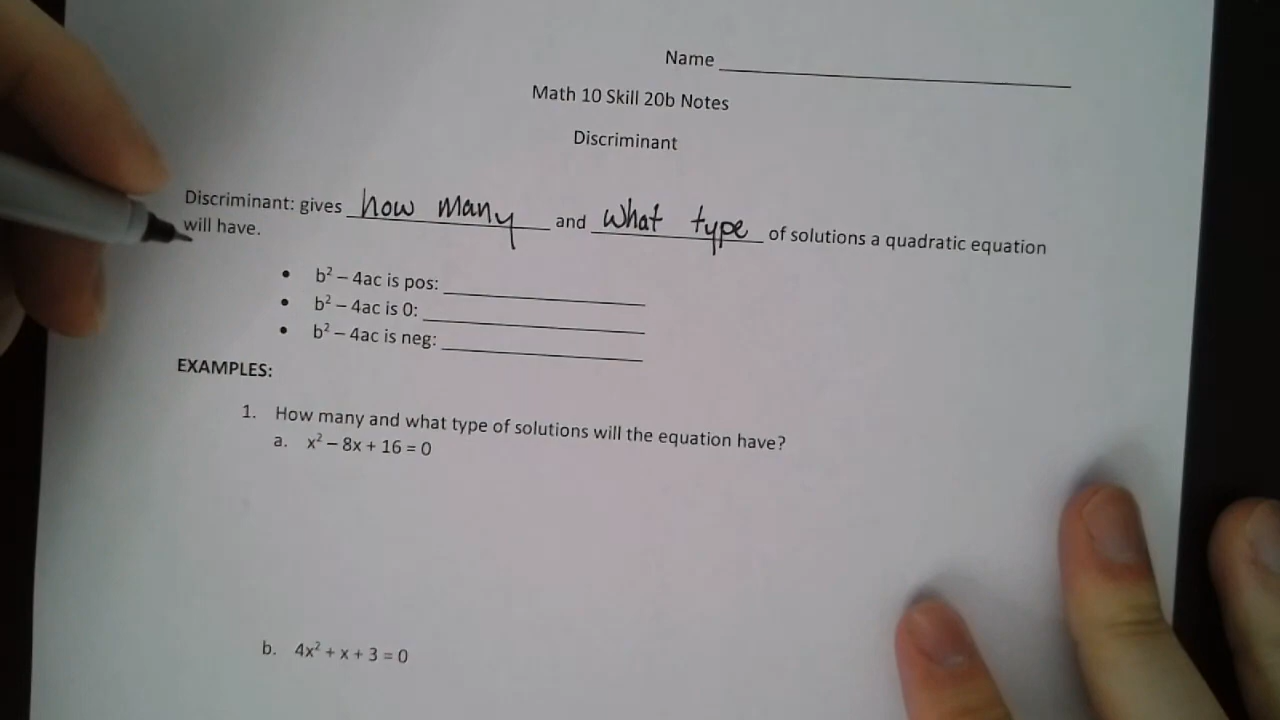 Name
Math 10 Skill 20b Notes
Discriminant
Discriminant: gives how many and what type of solutions a quadratic equation
will have.
• b² – 4ac is pos:
• b² – 4ac is 0:
• b² – 4ac is neg:
EXAMPLES:
1. How many and what type of solutions will the equation have?
a. x² – 8x + 16 = 0
b. 4x² + x + 3 = 0